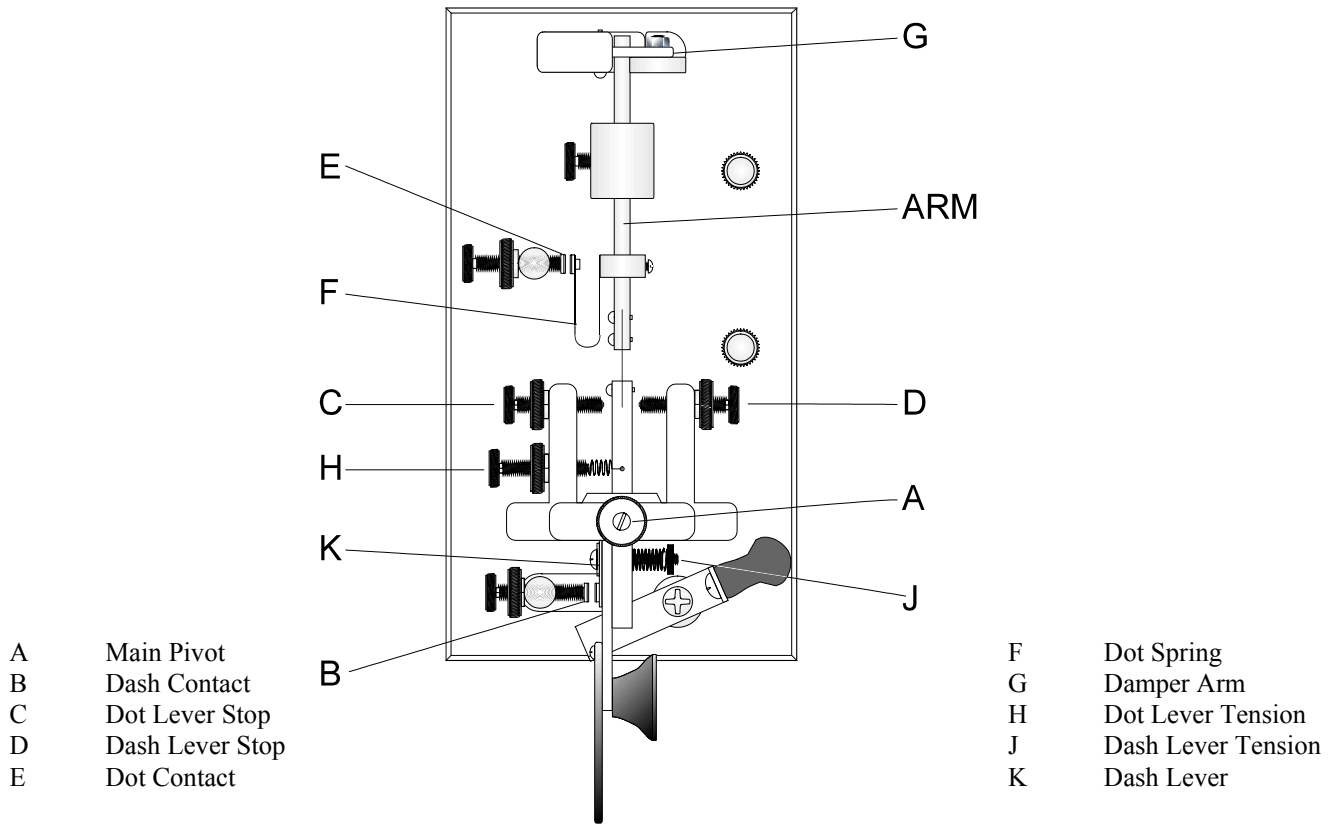 G
E
ARM
F
C
D
H
A
K
J
B
A Main Pivot
B Dash Contact
C Dot Lever Stop
D Dash Lever Stop
E Dot Contact
F Dot Spring
G Damper Arm
H Dot Lever Tension
J Dash Lever Tension
K Dash Lever